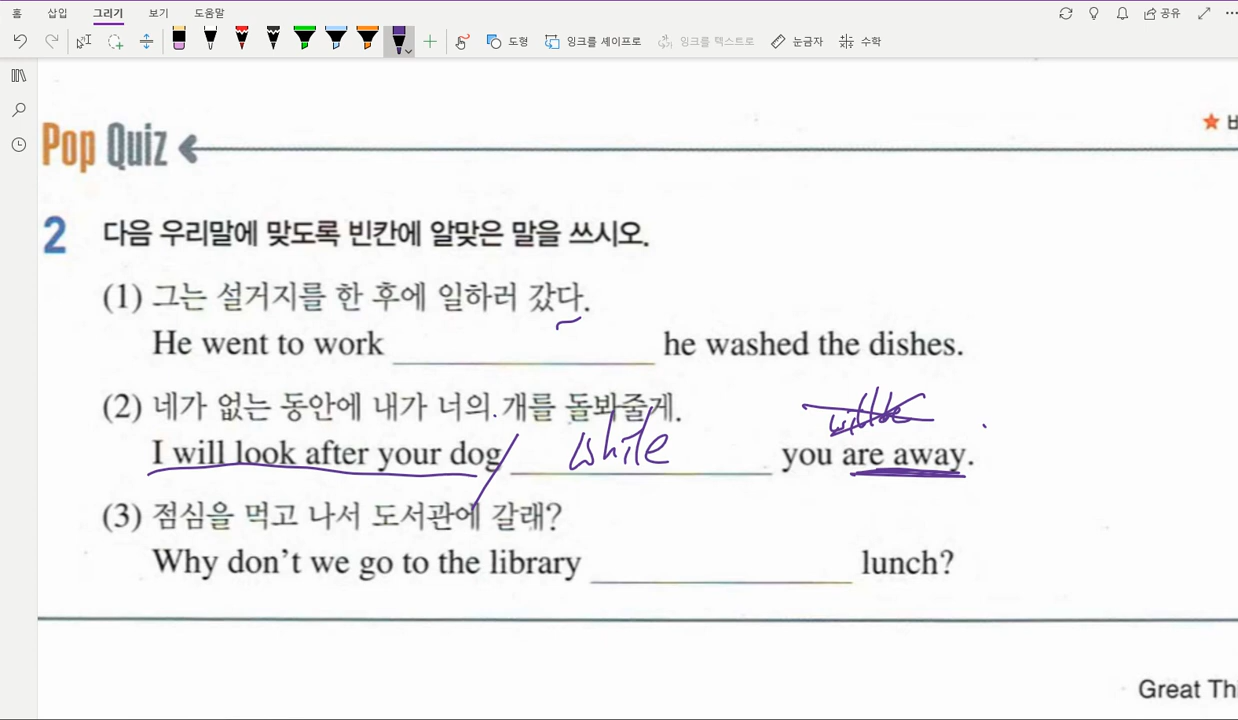 홈 삽입 그리기 보기 도움말
공유
도형 잉크를 셰이프로 잉크를 텍스트로 눈금자 수학
Pop Quiz
2 다음 우리말에 맞도록 빈칸에 알맞은 말을 쓰시오.
(1) 그는 설거지를 한 후에 일하러 갔다.
He went to work he washed the dishes.
(2) 네가 없는 동안에 내가 너의 개를 돌봐줄게.
will be
I will look after your dog while you are away.
(3) 점심을 먹고 나서 도서관에 갈래?
Why don't we go to the library lunch?
Great